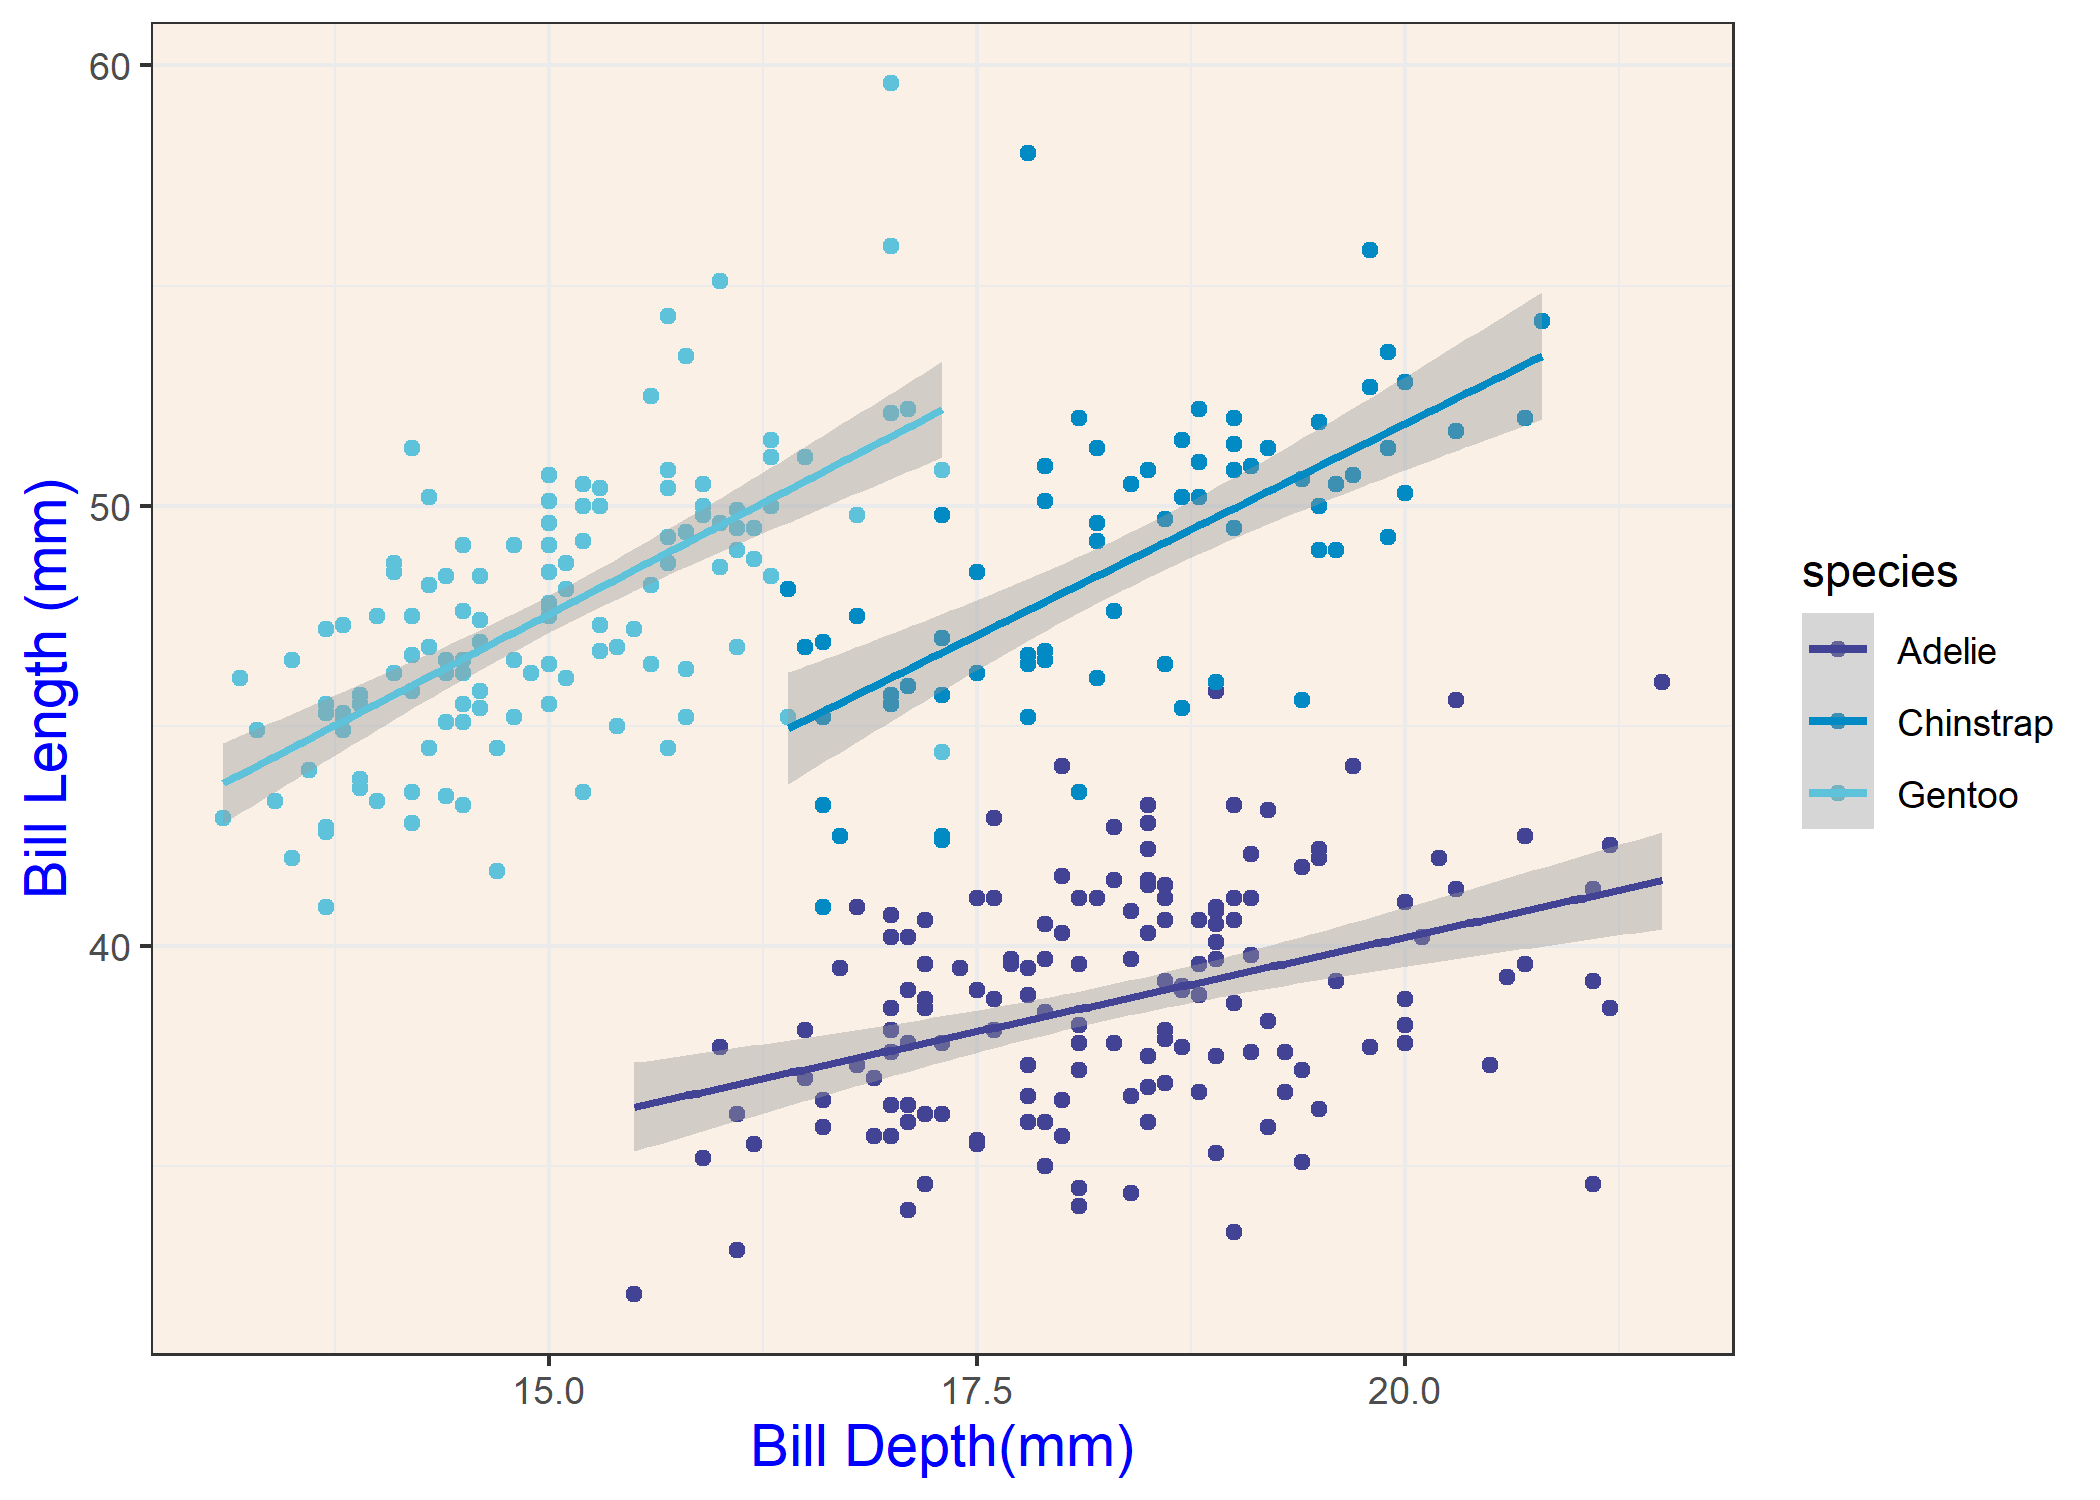 60
50
40
Bill Length (mm)
15.0
17.5
20.0
Bill Depth(mm)
species
Adelie
Chinstrap
Gentoo